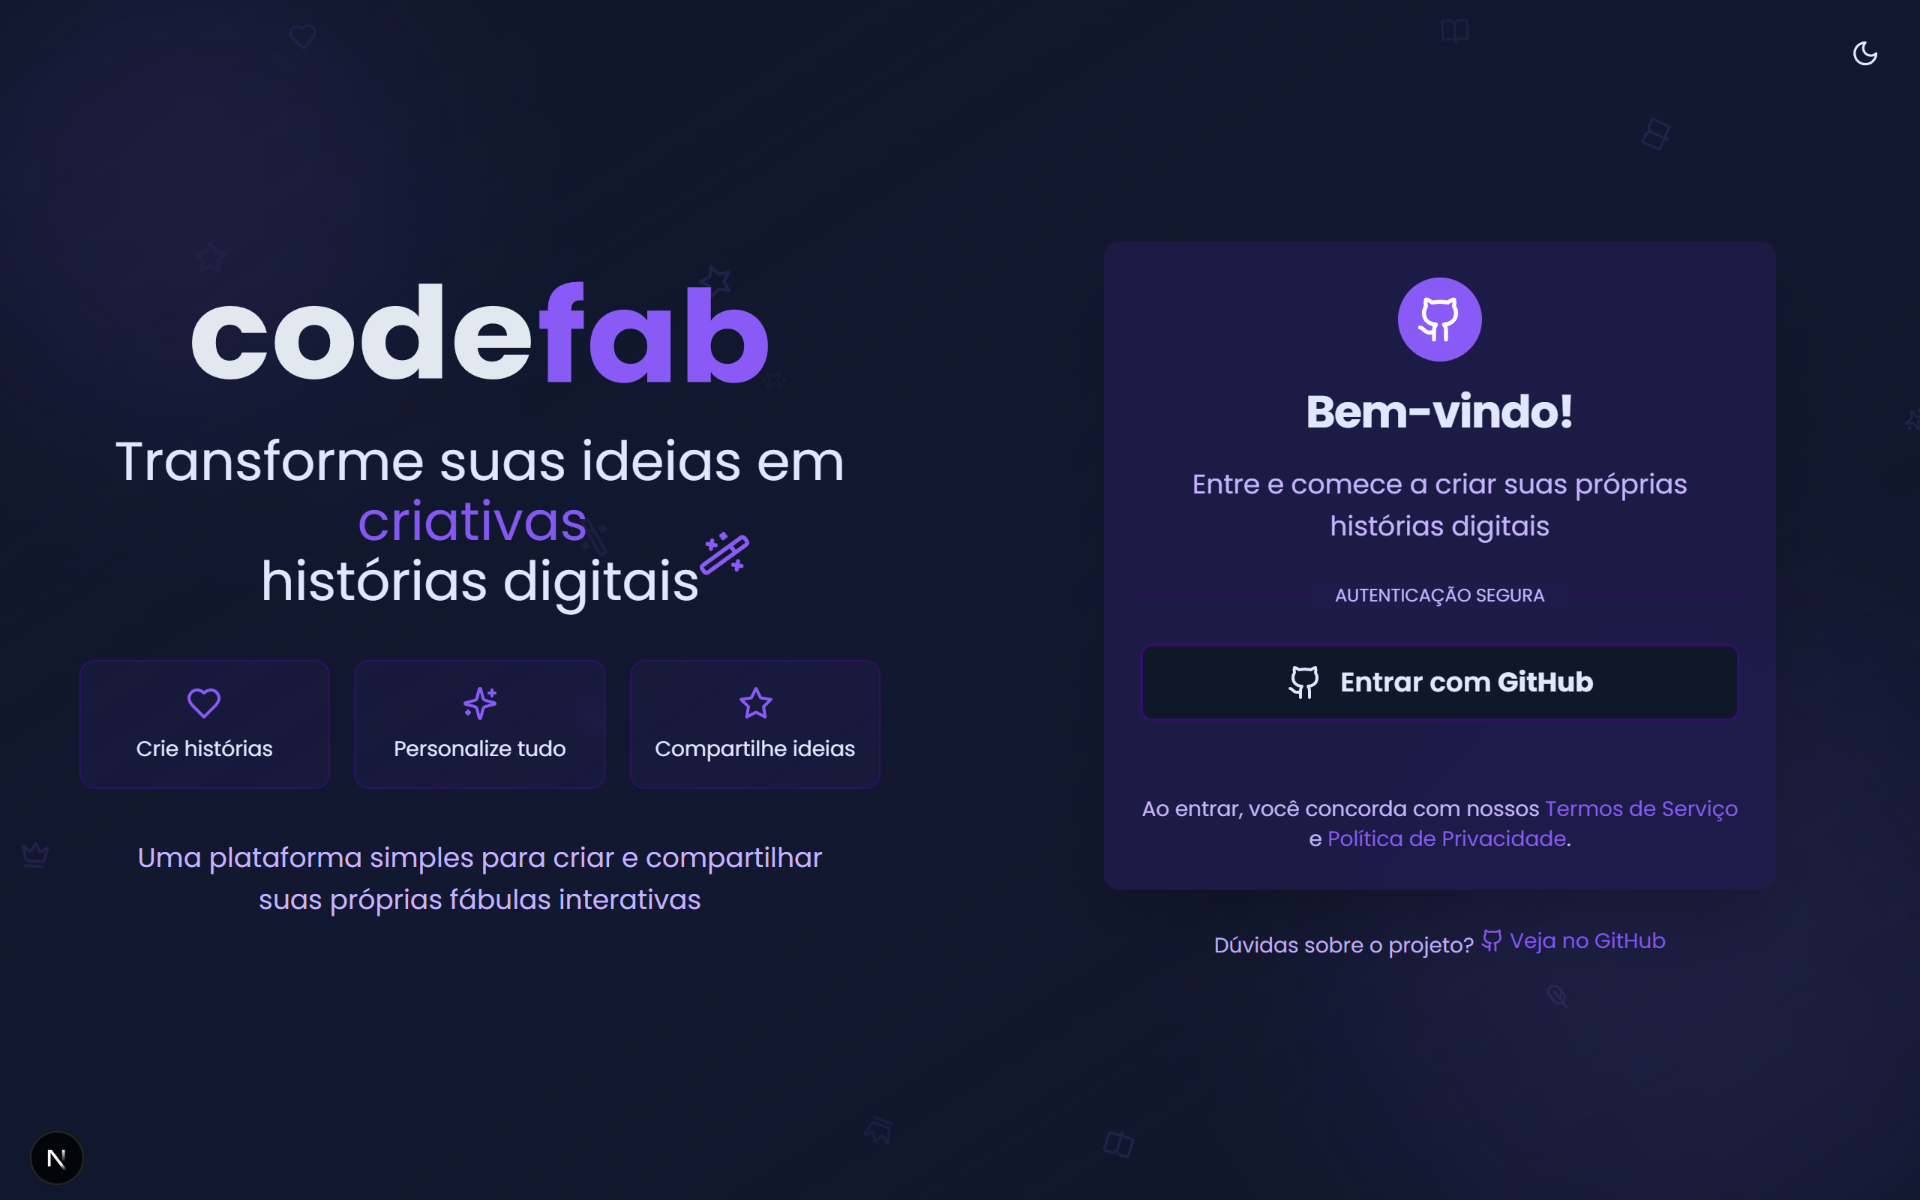 codefab
Transforme suas ideias em
criativas
histórias digitais
Crie histórias
Personalize tudo
Compartilhe ideias
Uma plataforma simples para criar e compartilhar
suas próprias fábulas interativas
Bem-vindo!
Entre e comece a criar suas próprias
histórias digitais
AUTENTICAÇÃO SEGURA
Entrar com GitHub
Ao entrar, você concorda com nossos Termos de Serviço
e Política de Privacidade.
Dúvidas sobre o projeto? Veja no GitHub
N